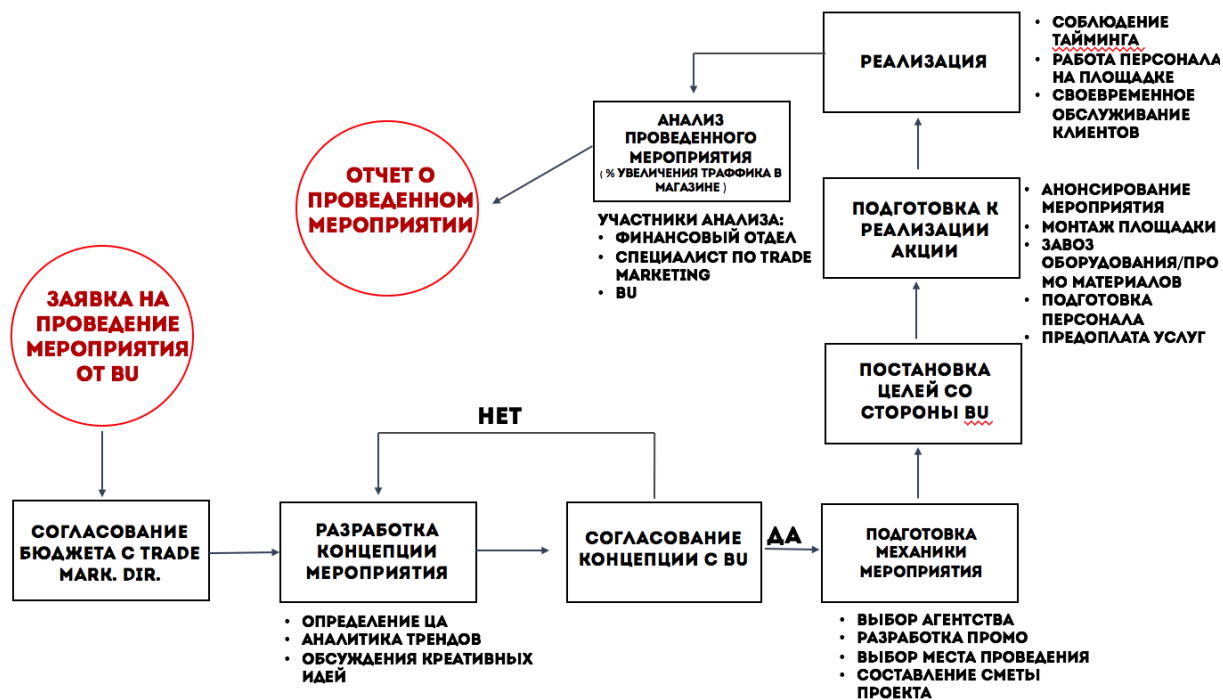 ЗАЯВКА НА
ПРОВЕДЕНИЕ
МЕРОПРИЯТИЯ
ОТ BU
СОГЛАСОВАНИЕ
БЮДЖЕТА С TRADE
MARK. DIR.
РАЗРАБОТКА
КОНЦЕПЦИИ
МЕРОПРИЯТИЯ
• ОПРЕДЕЛЕНИЕ ЦА
• АНАЛИТИКА ТРЕНДОВ
• ОБСУЖДЕНИЯ КРЕАТИВНЫХ
ИДЕЙ
НЕТ
СОГЛАСОВАНИЕ
КОНЦЕПЦИИ С BU
ДА
ПОДГОТОВКА
МЕХАНИКИ
МЕРОПРИЯТИЯ
• ВЫБОР АГЕНТСТВА
• РАЗРАБОТКА ПРОМО
• ВЫБОР МЕСТА ПРОВЕДЕНИЯ
• СОСТАВЛЕНИЕ СМЕТЫ
ПРОЕКТА
ПОСТАНОВКА
ЦЕЛЕЙ СО
СТОРОНЫ BU
ПОДГОТОВКА К
РЕАЛИЗАЦИИ
АКЦИИ
• АНОНСИРОВАНИЕ
МЕРОПРИЯТИЯ
• МОНТАЖ ПЛОЩАДКИ
• ЗАВОЗ
ОБОРУДОВАНИЯ/ПРО
МО МАТЕРИАЛОВ
• ПОДГОТОВКА
ПЕРСОНАЛА
• ПРЕДОПЛАТА УСЛУГ
РЕАЛИЗАЦИЯ
• СОБЛЮДЕНИЕ
ТАЙМИНГА
• РАБОТА ПЕРСОНАЛА
НА ПЛОЩАДКЕ
• СВОЕВРЕМЕННОЕ
ОБСЛУЖИВАНИЕ
КЛИЕНТОВ
АНАЛИЗ
ПРОВЕДЕННОГО
МЕРОПРИЯТИЯ
( % УВЕЛИЧЕНИЯ ТРАФФИКА В
МАГАЗИНЕ )
УЧАСТНИКИ АНАЛИЗА:
• ФИНАНСОВЫЙ ОТДЕЛ
• СПЕЦИАЛИСТ ПО TRADE
MARKETING
• BU
ОТЧЕТ О
ПРОВЕДЕННОМ
МЕРОПРИЯТИИ